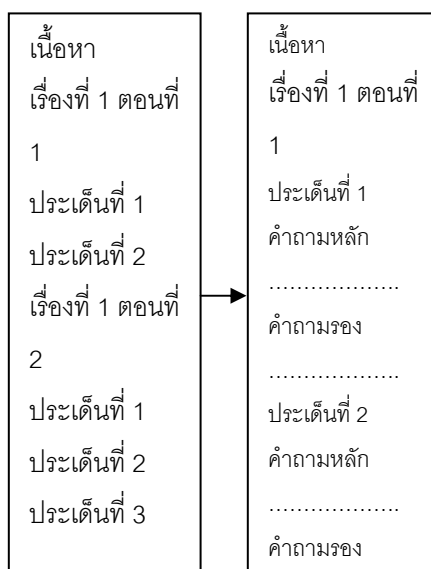 เนื้อหา
เรื่องที่ 1 ตอนที่
1
ประเด็นที่ 1
ประเด็นที่ 2
เรื่องที่ 1 ตอนที่
2
ประเด็นที่ 1
ประเด็นที่ 2
ประเด็นที่ 3
เนื้อหา
เรื่องที่ 1 ตอนที่
1
ประเด็นที่ 1
คำถามหลัก
...................
คำถามรอง
...................
ประเด็นที่ 2
คำถามหลัก
...................
คำถามรอง